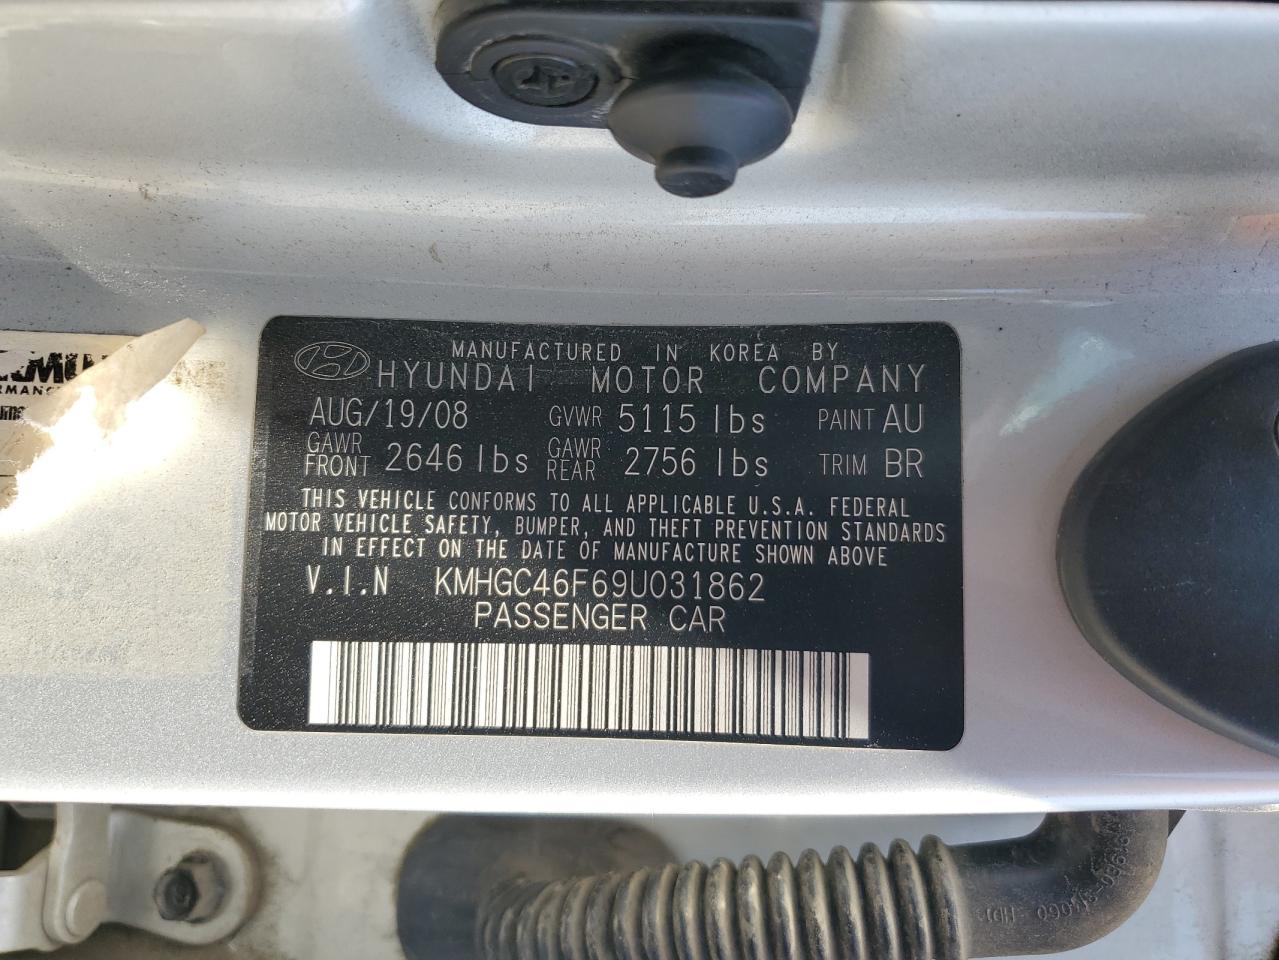 MANUFACTURED IN KOREA BY
HYUNDAI MOTOR COMPANY
AUG/19/08 GVWR 5115 lbs PAINT AU
GAWR FRONT 2646 lbs GAWR REAR 2756 lbs TRIM BR
THIS VEHICLE CONFORMS TO ALL APPLICABLE U.S.A. FEDERAL
MOTOR VEHICLE SAFETY, BUMPER, AND THEFT PREVENTION STANDARDS
IN EFFECT ON THE DATE OF MANUFACTURE SHOWN ABOVE
V.I.N KMHGC46F69U031862
PASSENGER CAR